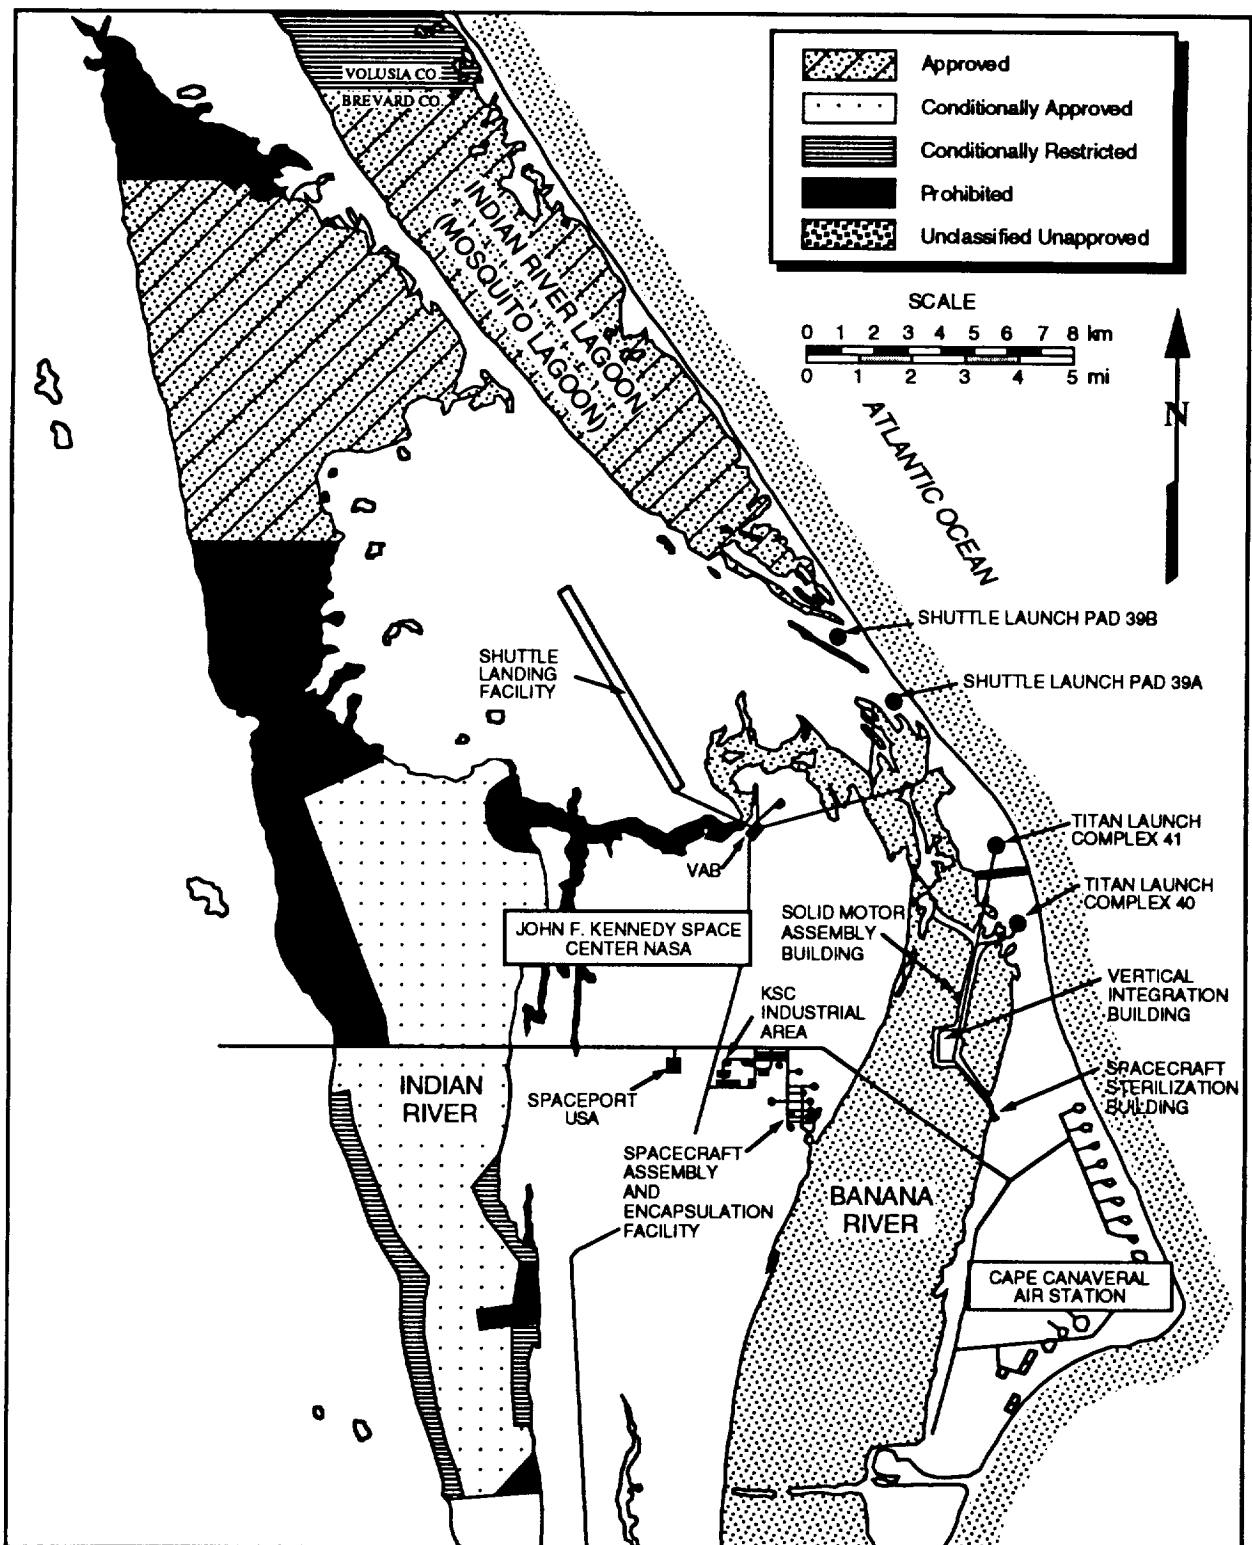 VOLUSIA CO.
BREVARD CO.
Approved
Conditionally Approved
Conditionally Restricted
Prohibited
Unclassified Unapproved
INDIAN RIVER LAGOON
(MOSQUITO LAGOON)
SCALE
0 1 2 3 4 5 6 7 8 km
0 1 2 3 4 5 mi
N
ATLANTIC OCEAN
SHUTTLE LAUNCH PAD 39B
SHUTTLE
LANDING
FACILITY
SHUTTLE LAUNCH PAD 39A
TITAN LAUNCH
COMPLEX 41
VAB
TITAN LAUNCH
COMPLEX 40
SOLID MOTOR
ASSEMBLY
BUILDING
JOHN F. KENNEDY SPACE
CENTER NASA
VERTICAL
INTEGRATION
BUILDING
KSC
INDUSTRIAL
AREA
INDIAN
RIVER
SPACEPORT
USA
SPACECRAFT
STERILIZATION
BUILDING
SPACECRAFT
ASSEMBLY
AND
ENCAPSULATION
FACILITY
BANANA
RIVER
CAPE CANAVERAL
AIR STATION